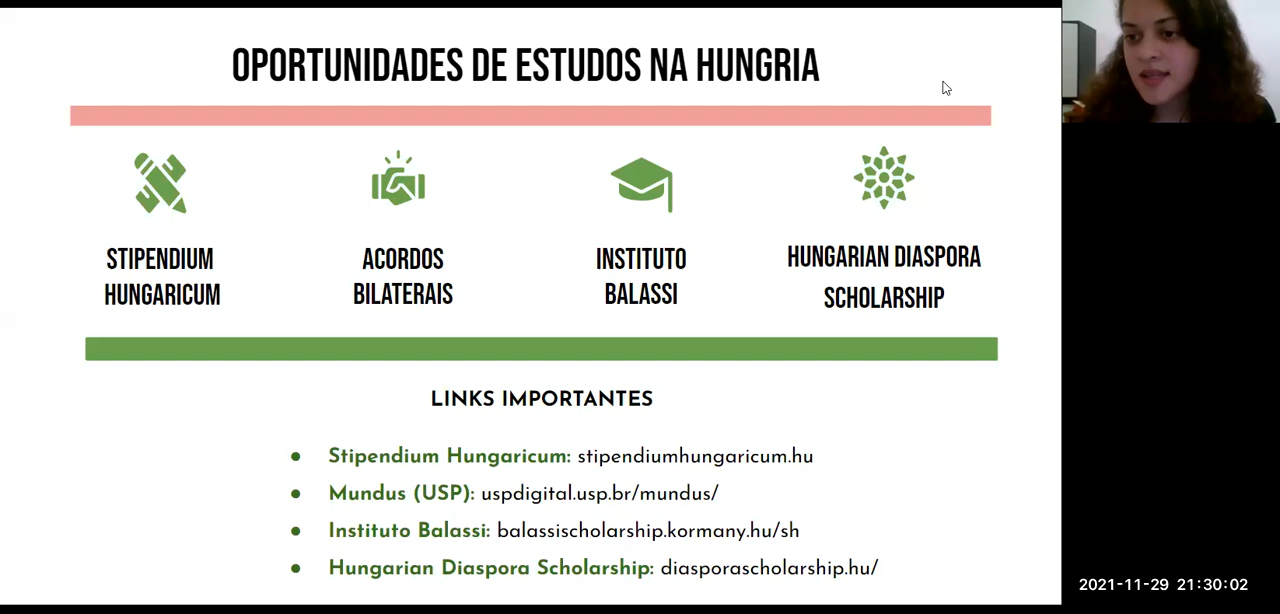 OPORTUNIDADES DE ESTUDOS NA HUNGRIA
STIPENDIUM
HUNGARICUM
ACORDOS
BILATERAIS
INSTITUTO
BALASSI
HUNGARIAN DIASPORA
SCHOLARSHIP
LINKS IMPORTANTES
● Stipendium Hungaricum: stipendiumhungaricum.hu
● Mundus (USP): uspdigital.usp.br/mundus/
● Instituto Balassi: balassischolarship.kormany.hu/sh
● Hungarian Diaspora Scholarship: diasporascholarship.hu/
2021-11-29 21:30:02